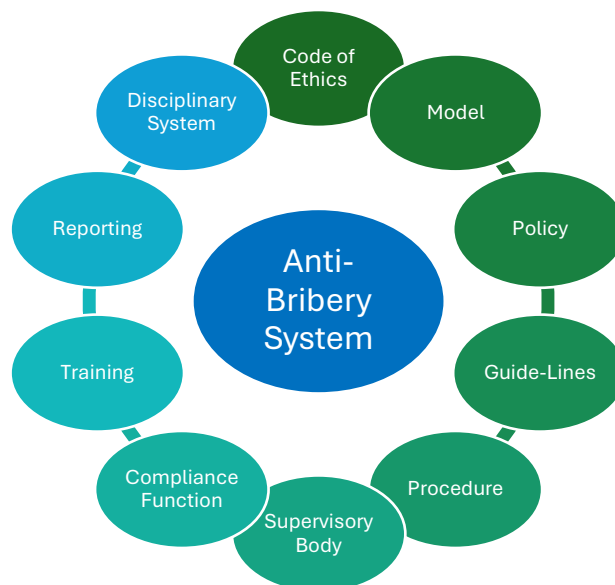 Code of
Ethics
Model
Policy
Guide-Lines
Procedure
Supervisory
Body
Compliance
Function
Training
Reporting
Disciplinary
System
Anti-
Bribery
System